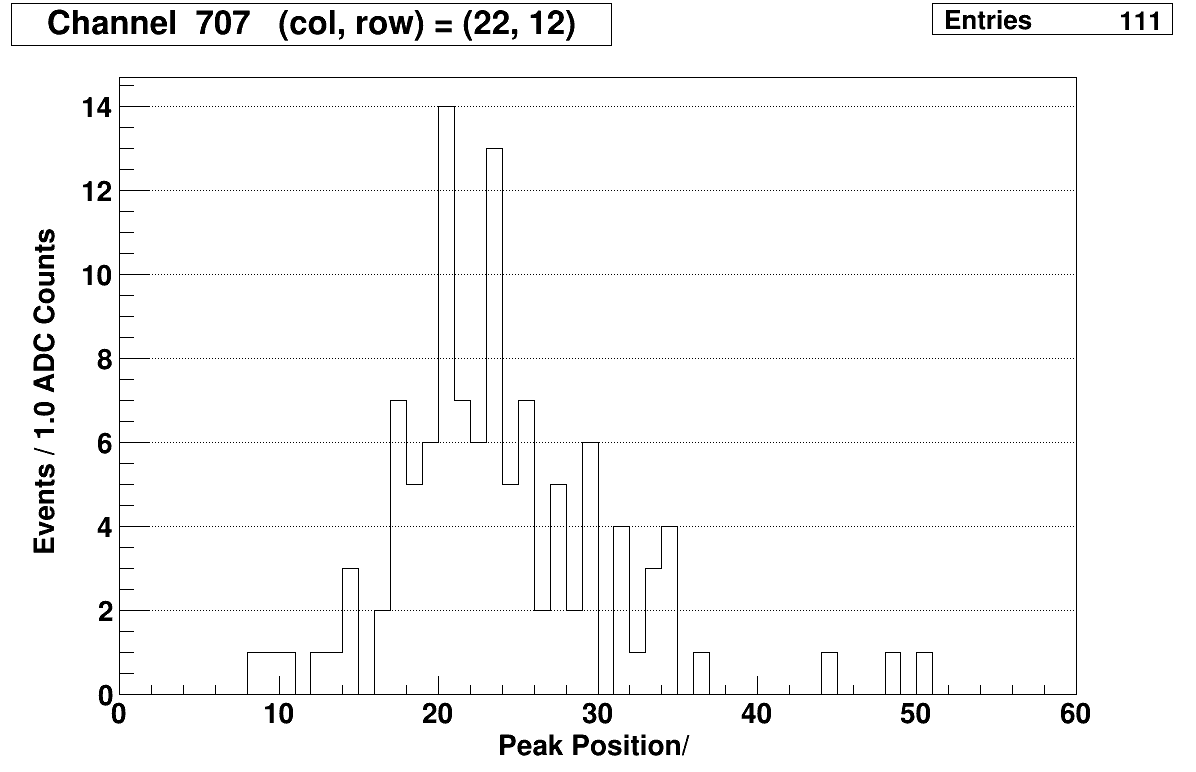 Channel 707 (col, row) = (22, 12)
Entries 111
Events / 1.0 ADC Counts
14
12
10
8
6
4
2
0
0 10 20 30 40 50 60
Peak Position/